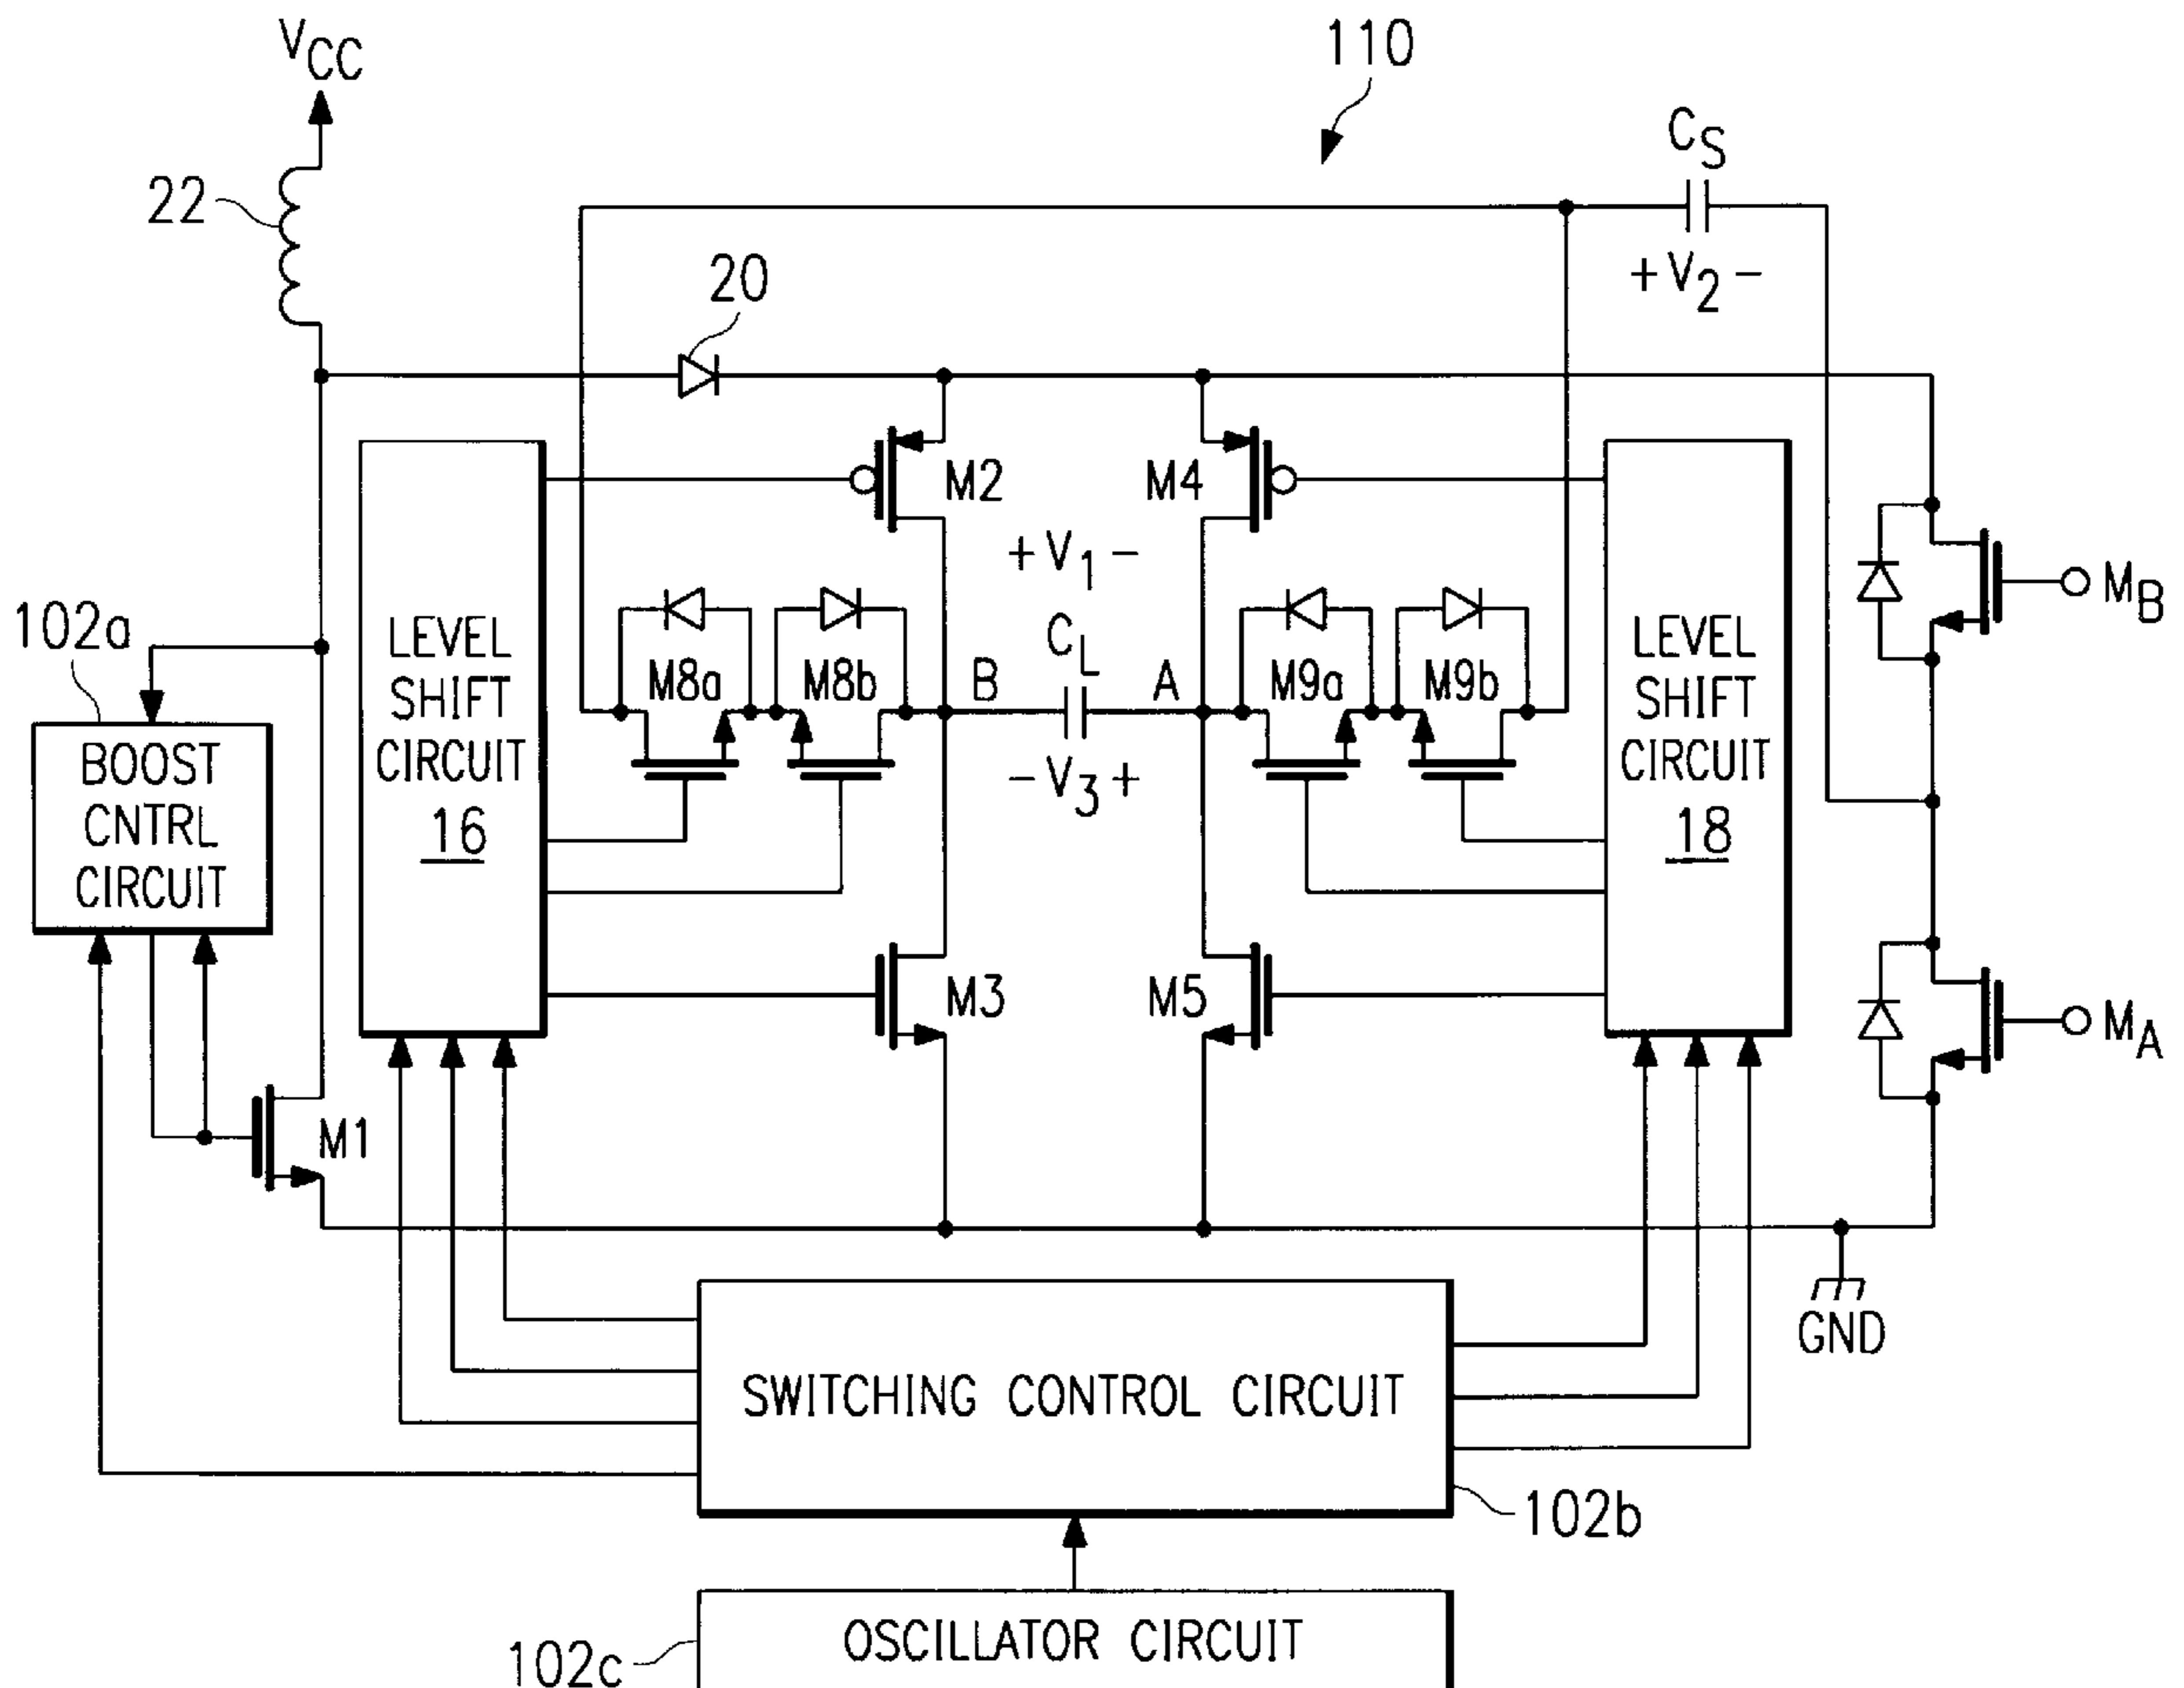 110
VCC
CS
22
+V2-
20
M2
M4
+V1-
MB
102a
LEVEL
SHIFT
CIRCUIT
16
M8a
M8b
B
CL
A
M9a
M9b
LEVEL
SHIFT
CIRCUIT
18
BOOST
CNTRL
CIRCUIT
-V3+
M3
M5
MA
M1
GND
SWITCHING CONTROL CIRCUIT
102b
OSCILLATOR CIRCUIT
102c